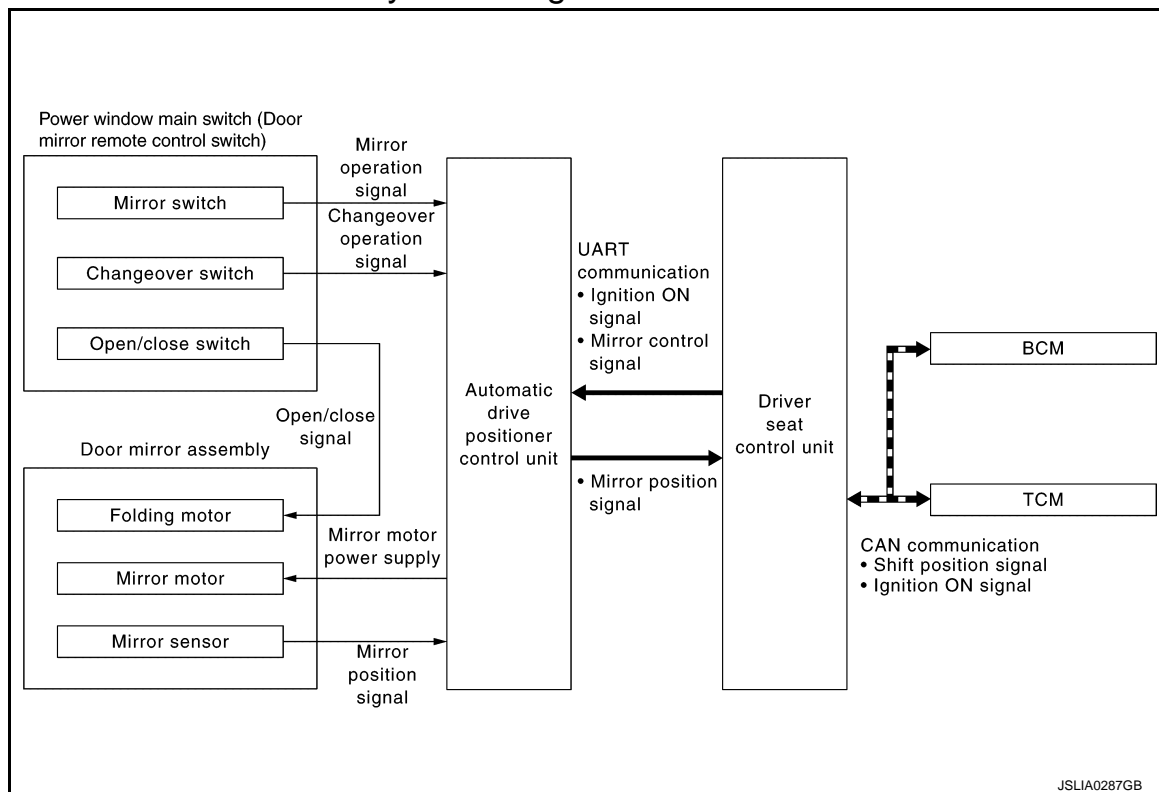 Power window main switch (Door
mirror remote control switch)
Mirror switch
Changeover switch
Open/close switch
Mirror
operation
signal
Changeover
operation
signal
Open/close
signal
Door mirror assembly
Folding motor
Mirror motor
Mirror sensor
Mirror motor
power supply
Mirror
position
signal
Automatic
drive
positioner
control unit
UART
communication
• Ignition ON
signal
• Mirror control
signal
• Mirror position
signal
Driver
seat
control unit
BCM
TCM
CAN communication
• Shift position signal
• Ignition ON signal
JSLIA0287GB